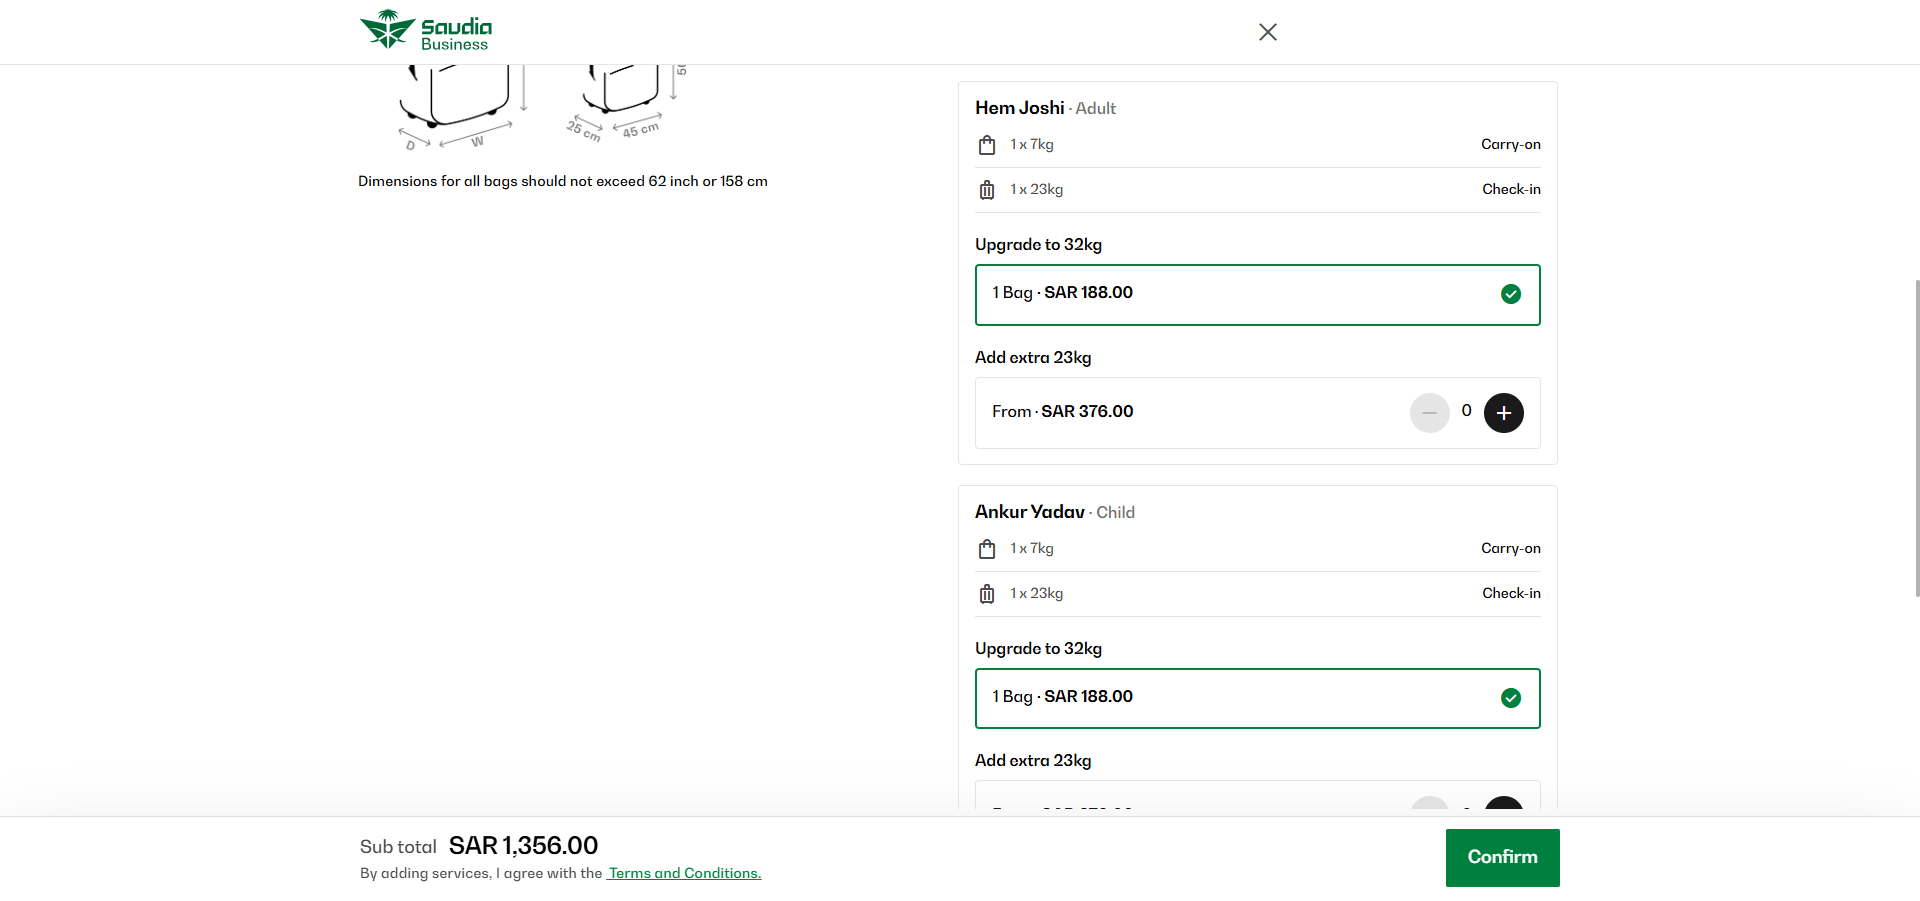 Saudia
Business
50
D
W
25 cm
45 cm
Dimensions for all bags should not exceed 62 inch or 158 cm
Hem Joshi · Adult
1 x 7kg
Carry-on
1 x 23kg
Check-in
Upgrade to 32kg
1 Bag · SAR 188.00
Add extra 23kg
From · SAR 376.00
0
Ankur Yadav · Child
1 x 7kg
Carry-on
1 x 23kg
Check-in
Upgrade to 32kg
1 Bag · SAR 188.00
Add extra 23kg
Sub total SAR 1,356.00
By adding services, I agree with the Terms and Conditions.
Confirm